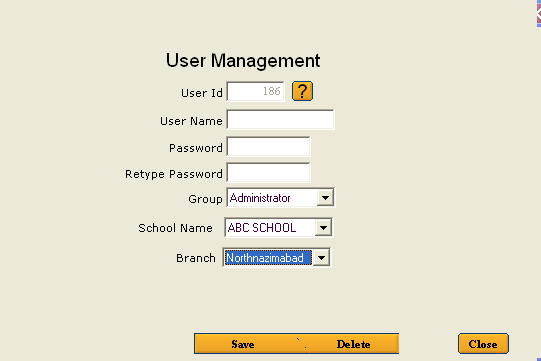 User Management
User Id 186 ?
User Name
Password
Retype Password
Group Administrator
School Name ABC SCHOOL
Branch Northnazimabad
Save Delete Close